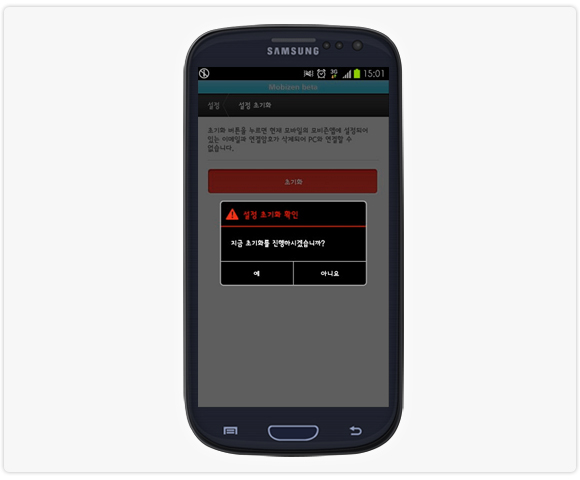 SAMSUNG
3G
15:01
Mobizen beta
설정
설정 초기화
초기화 버튼을 누르면 현재 모바일의 모비즌앱에 설정되어
있는 이메일과 연결암호가 삭제되어 PC와 연결할 수
없습니다.
초기화
설정 초기화 확인
지금 초기화를 진행하시겠습니까?
예
아니요